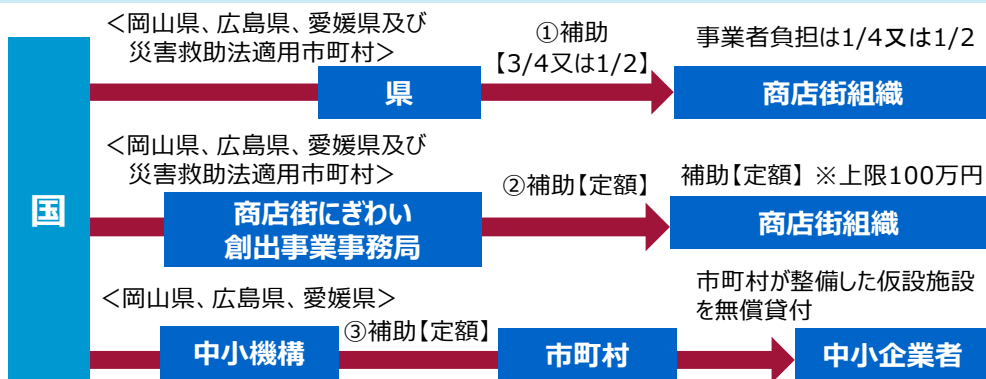 国
<岡山県、広島県、愛媛県及び
災害救助法適用市町村>
県
①補助
【3/4又は1/2】
事業者負担は1/4又は1/2
商店街組織
<岡山県、広島県、愛媛県及び
災害救助法適用市町村>
商店街にぎわい
創出事業事務局
②補助【定額】
補助【定額】 ※上限100万円
商店街組織
<岡山県、広島県、愛媛県>
中小機構
③補助【定額】
市町村
市町村が整備した仮設施設
を無償貸付
中小企業者